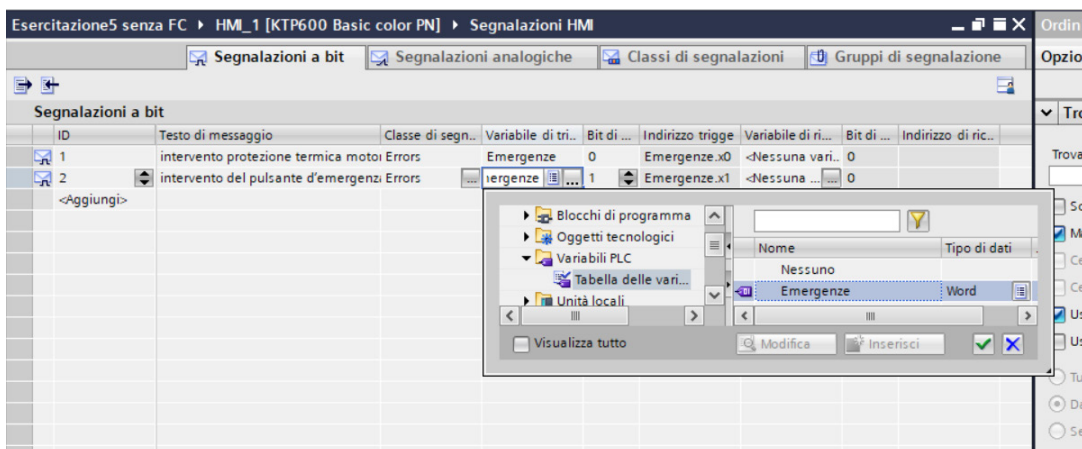 Esercitazione5 senza FC ▸ HMI_1 [KTP600 Basic color PN] ▸ Segnalazioni HMI
Ordin
Segnalazioni a bit Segnalazioni analogiche Classi di segnalazioni Gruppi di segnalazione
Opzio
Segnalazioni a bit
ID Testo di messaggio Classe di segn.. Variabile di tri.. Bit di ... Indirizzo trigge Variabile di ri... Bit di ... Indirizzo di ric..
1 intervento protezione termica motor Errors Emergenze 0 Emergenze.x0 <Nessuna vari.. 0
2 intervento del pulsante d'emergenza Errors ... ergenze ... 1 Emergenze.x1 <Nessuna ... ... 0
<Aggiungi>
Trova
Blocchi di programma
Oggetti tecnologici
Variabili PLC
Tabella delle vari...
Unità locali
Nome Tipo di dati
Nessuno
Emergenze Word
Visualizza tutto Modifica Inserisci